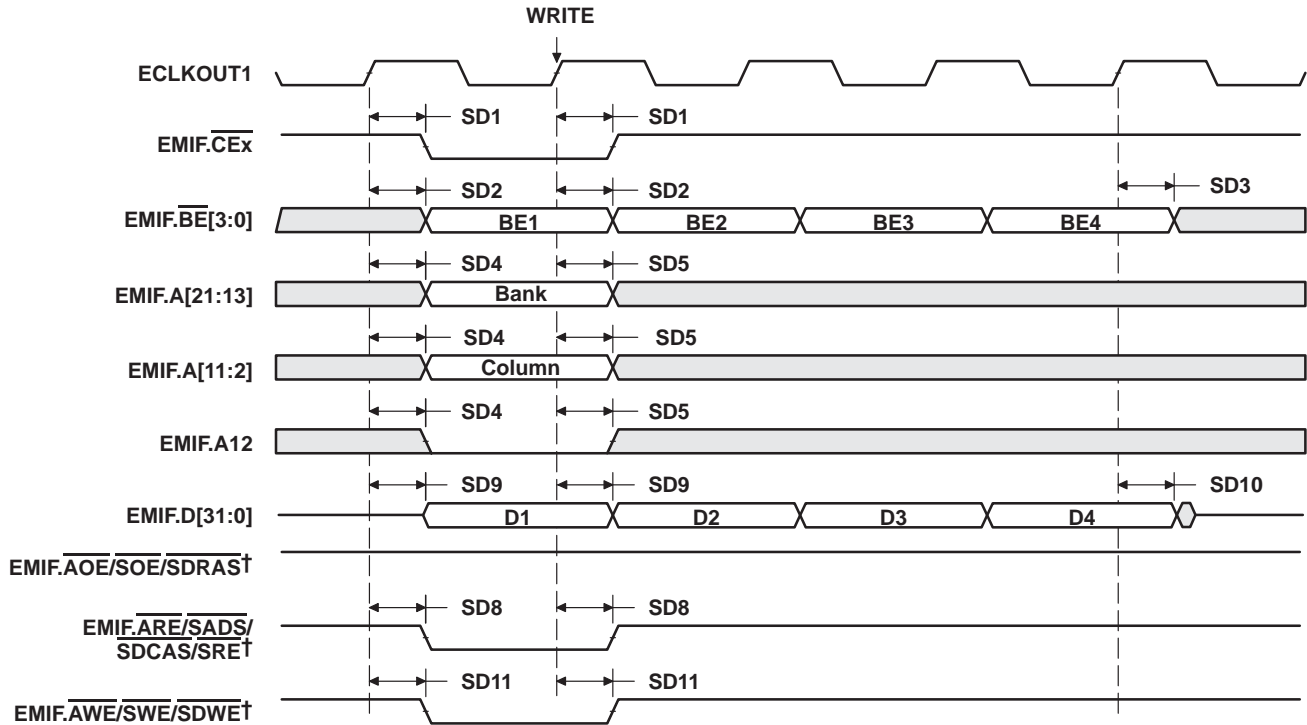 WRITE
ECLKOUT1
SD1 SD1
EMIF.CEx
SD2 SD2 SD3
EMIF.BE[3:0] BE1 BE2 BE3 BE4
SD4 SD5
EMIF.A[21:13] Bank
SD4 SD5
EMIF.A[11:2] Column
SD4 SD5
EMIF.A12
SD9 SD9 SD10
EMIF.D[31:0] D1 D2 D3 D4
EMIF.AOE/SOE/SDRAS†
SD8 SD8
EMIF.ARE/SADS/
SDCAS/SRE†
SD11 SD11
EMIF.AWE/SWE/SDWE†